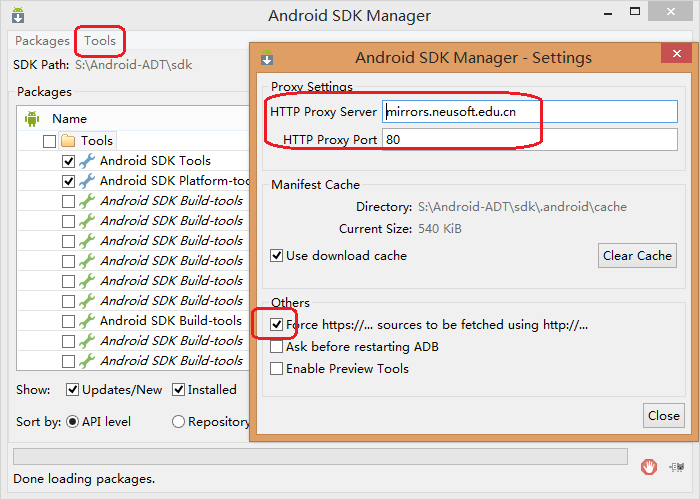 Android SDK Manager
Packages Tools
SDK Path: S:\Android-ADT\sdk
Packages
Name
Tools
Android SDK Tools
Android SDK Platform-too
Android SDK Build-tools
Android SDK Build-tools
Android SDK Build-tools
Android SDK Build-tools
Android SDK Build-tools
Android SDK Build-tools
Android SDK Build-tools
Android SDK Build-tools
Android SDK Build-tools
Show: Updates/New Installed
Sort by: API level Repository
Done loading packages.
Android SDK Manager - Settings
Proxy Settings
HTTP Proxy Server mirrors.neusoft.edu.cn
HTTP Proxy Port 80
Manifest Cache
Directory: S:\Android-ADT\sdk\.android\cache
Current Size: 540 KiB
Use download cache Clear Cache
Others
Force https://... sources to be fetched using http://...
Ask before restarting ADB
Enable Preview Tools
Close